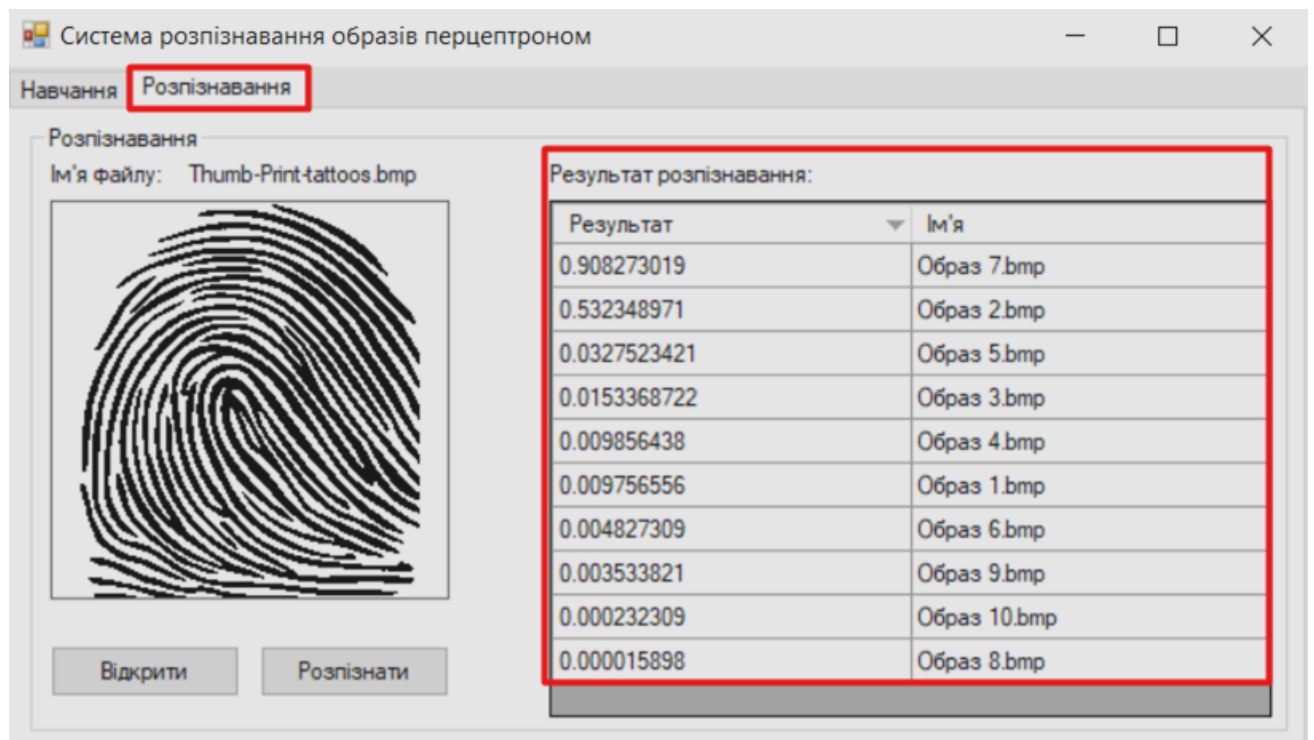 Система розпізнавання образів перцептроном
Навчання Розпізнавання
Розпізнавання
Ім'я файлу: Thumb-Print-tattoos.bmp
Результат розпізнавання:
Результат Ім'я
0.908273019 Образ 7.bmp
0.532348971 Образ 2.bmp
0.0327523421 Образ 5.bmp
0.0153368722 Образ 3.bmp
0.009856438 Образ 4.bmp
0.009756556 Образ 1.bmp
0.004827309 Образ 6.bmp
0.003533821 Образ 9.bmp
0.000232309 Образ 10.bmp
0.000015898 Образ 8.bmp
Відкрити Розпізнати